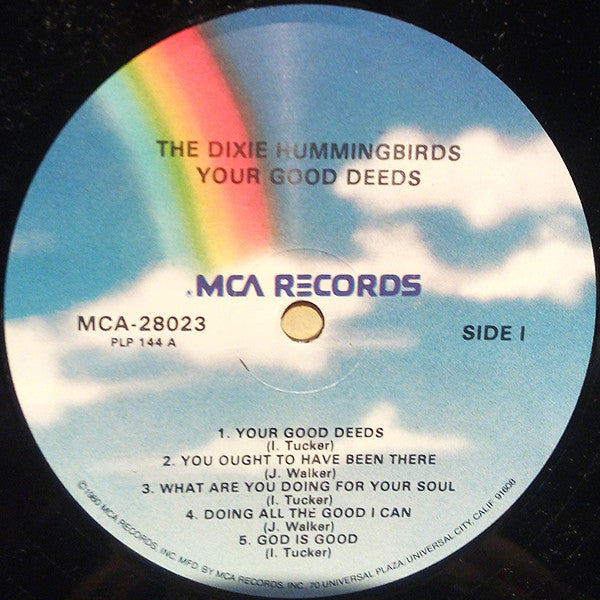 THE DIXIE HUMMINGBIRDS
YOUR GOOD DEEDS
MCA RECORDS
MCA-28023
PLP 144 A
SIDE I
1. YOUR GOOD DEEDS
(I. Tucker)
2. YOU OUGHT TO HAVE BEEN THERE
(J. Walker)
3. WHAT ARE YOU DOING FOR YOUR SOUL
(I. Tucker)
4. DOING ALL THE GOOD I CAN
(J. Walker)
5. GOD IS GOOD
(I. Tucker)
©1980 MCA RECORDS, INC. MFD. BY MCA RECORDS, INC. 70 UNIVERSAL PLAZA, UNIVERSAL CITY, CALIF. 91608